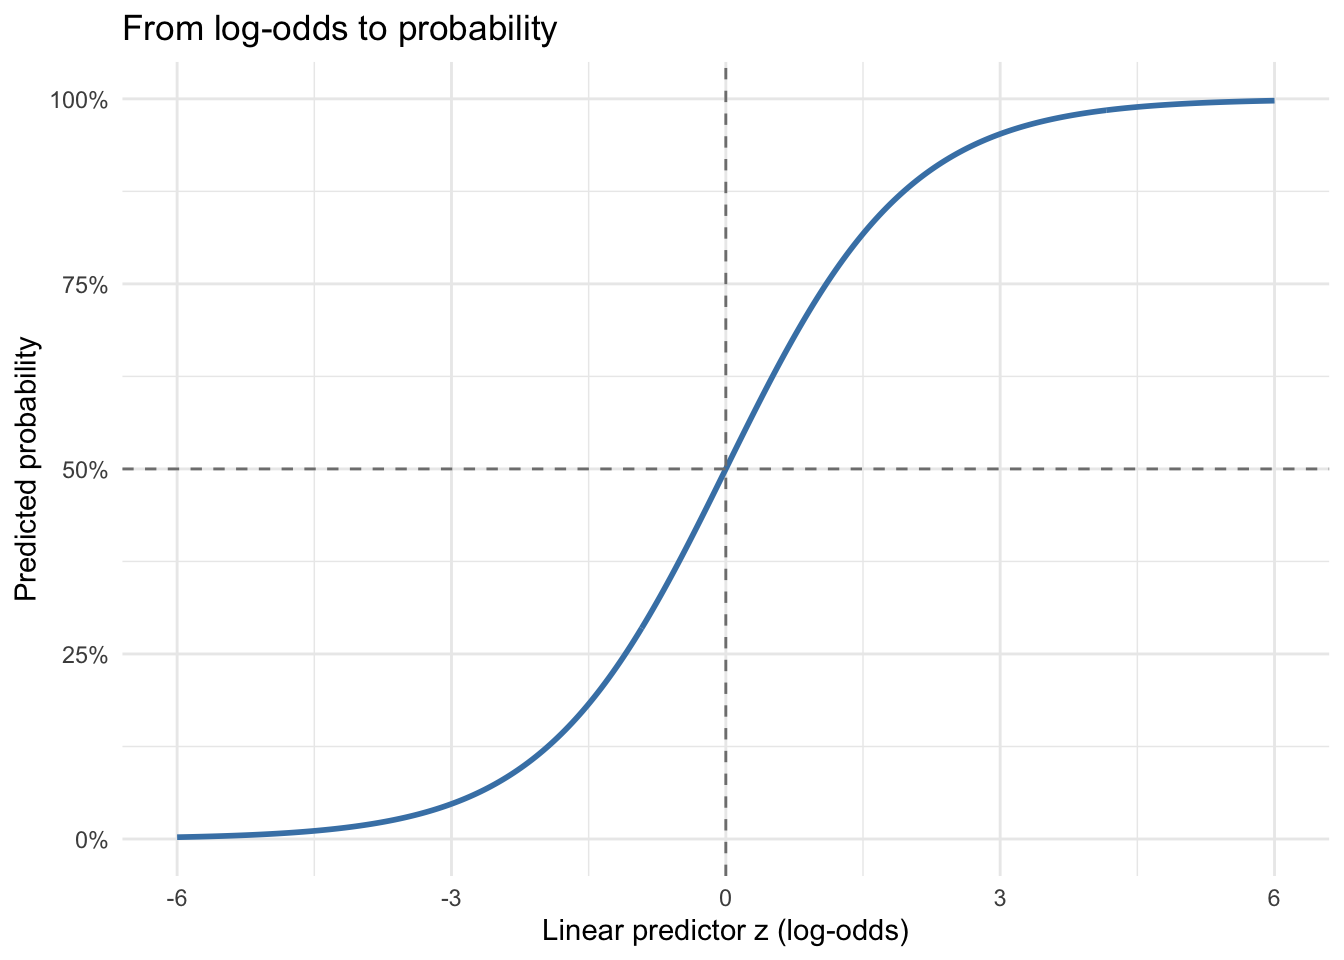 From log-odds to probability
Predicted probability
100%
75%
50%
25%
0%
-6 -3 0 3 6
Linear predictor z (log-odds)